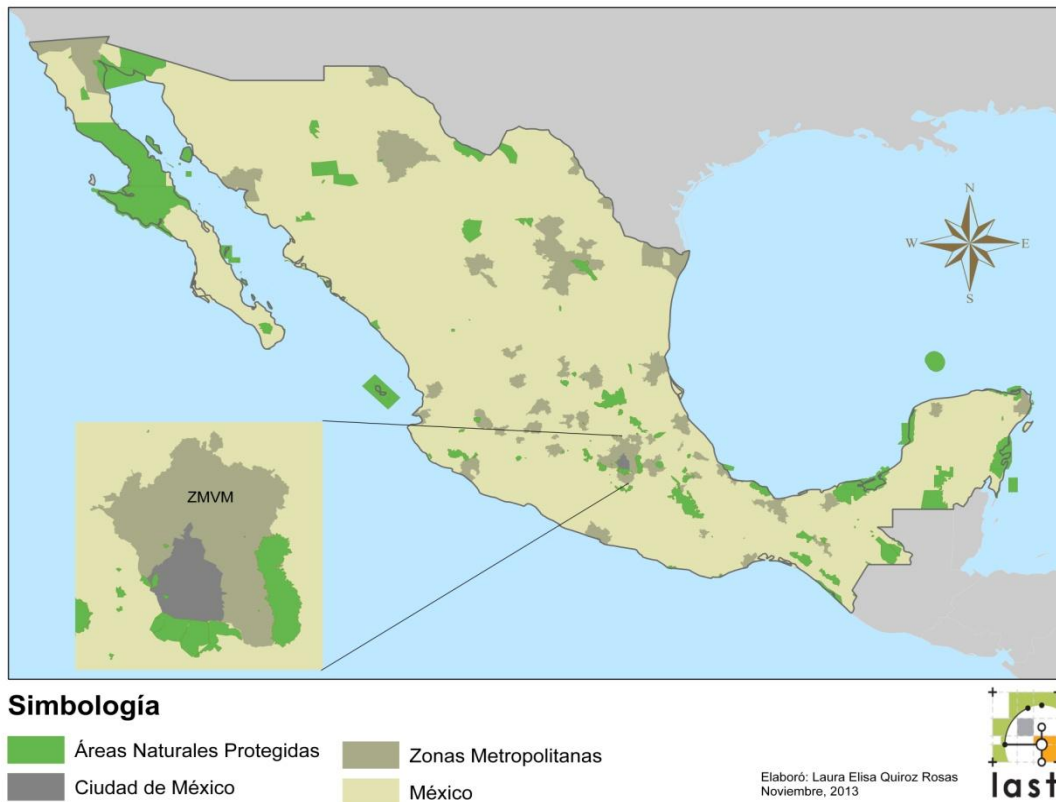 N
W
E
S
ZMVM
Simbología
Áreas Naturales Protegidas
Zonas Metropolitanas
Ciudad de México
México
Elaboró: Laura Elisa Quiroz Rosas
Noviembre, 2013
last